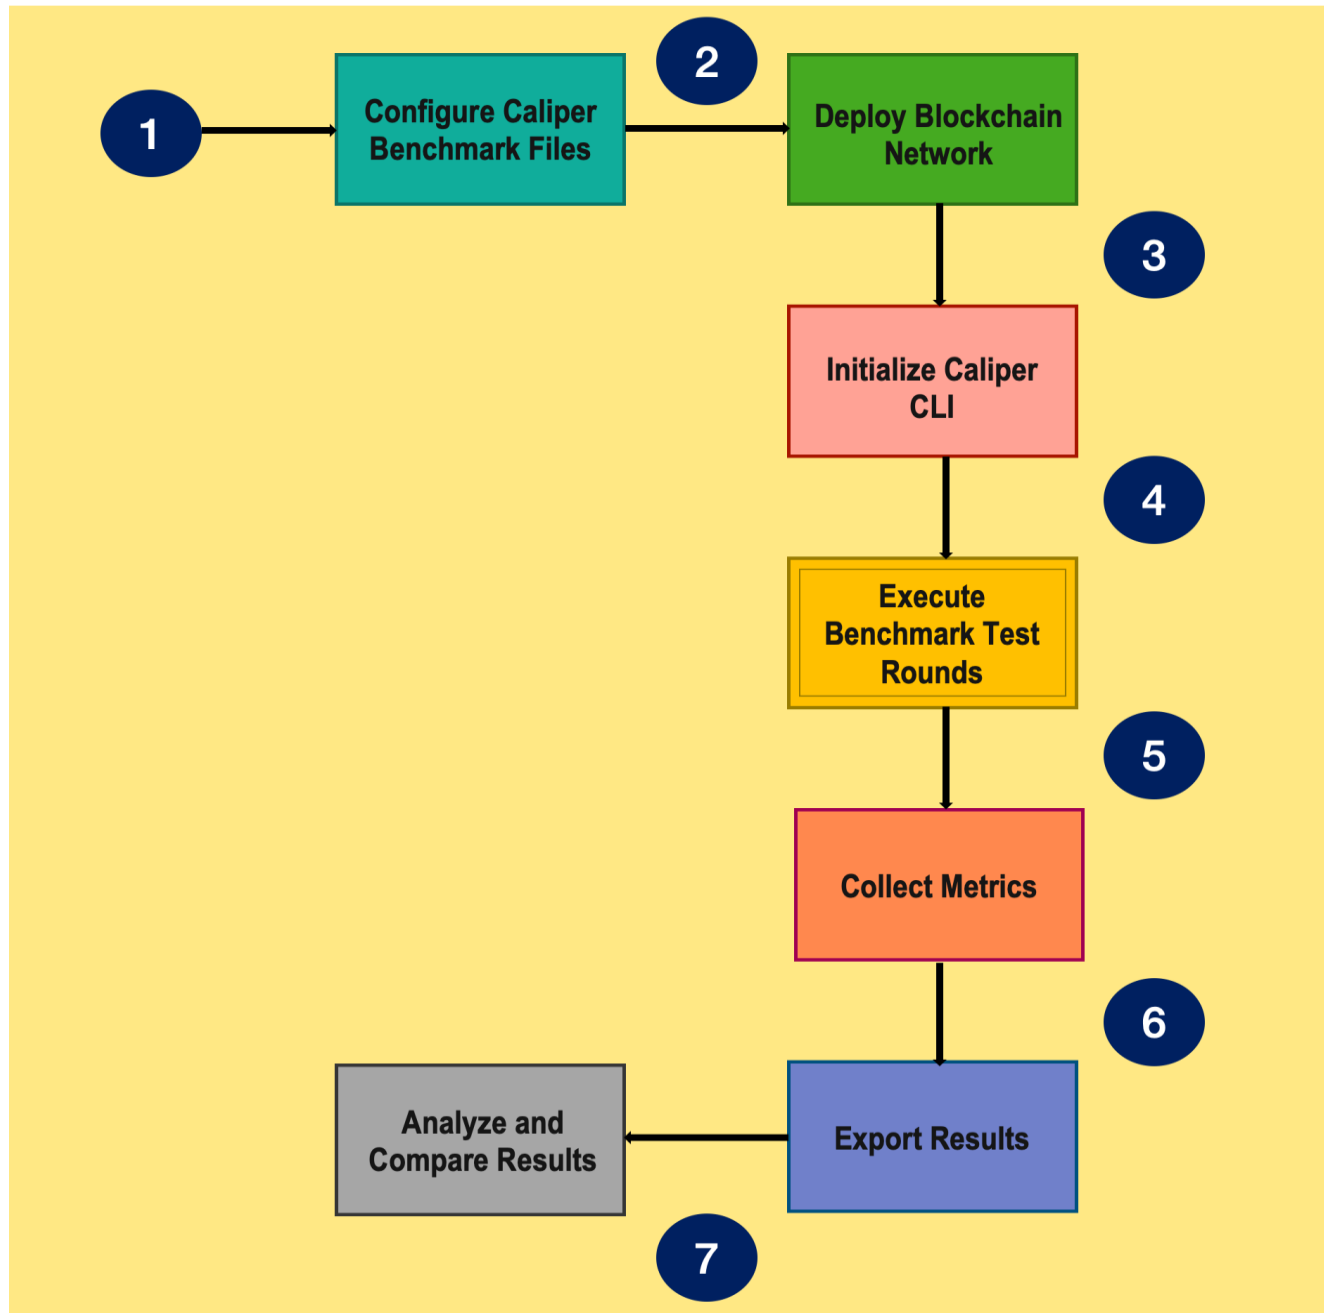 1
Configure Caliper
Benchmark Files
2
Deploy Blockchain
Network
3
Initialize Caliper
CLI
4
Execute
Benchmark Test
Rounds
5
Collect Metrics
6
Export Results
7
Analyze and
Compare Results